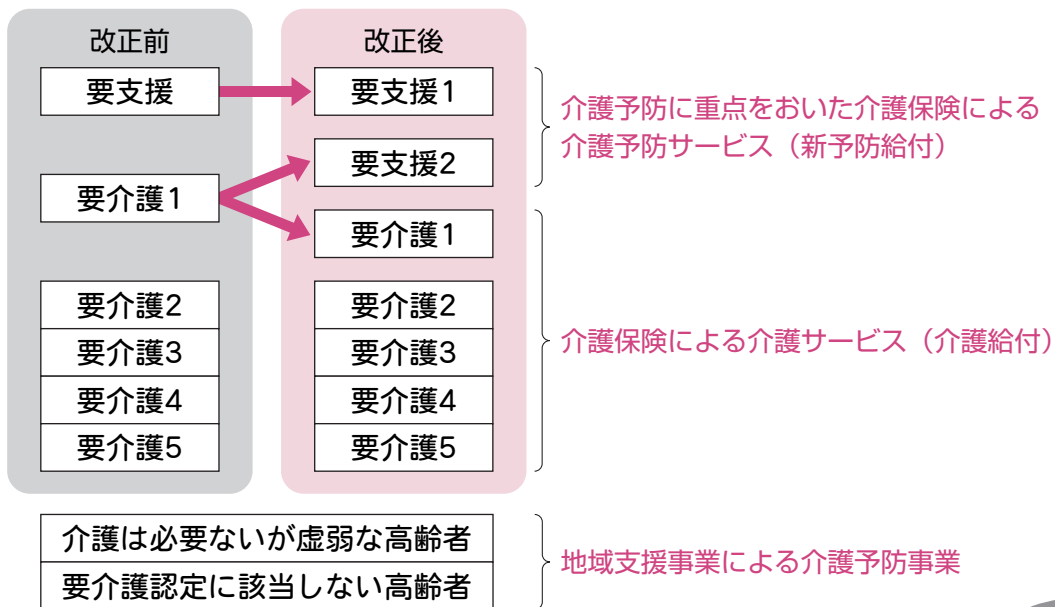 改正前
要支援
要介護1
要介護2
要介護3
要介護4
要介護5
改正後
要支援1
要支援2
要介護1
要介護2
要介護3
要介護4
要介護5
介護予防に重点をおいた介護保険による
介護予防サービス（新予防給付）
介護保険による介護サービス（介護給付）
介護は必要ないが虚弱な高齢者
要介護認定に該当しない高齢者
地域支援事業による介護予防事業